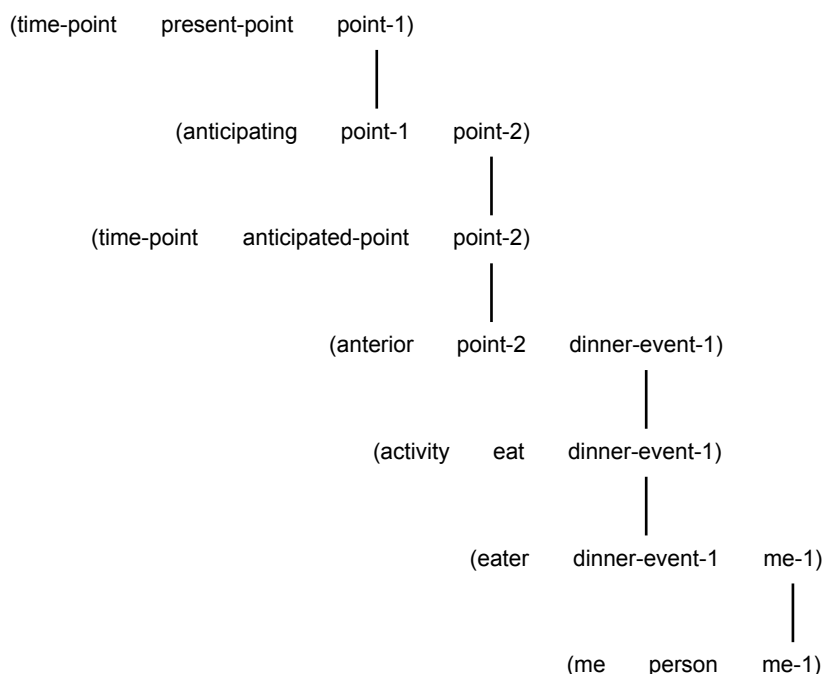 (time-point present-point point-1)
(anticipating point-1 point-2)
(time-point anticipated-point point-2)
(anterior point-2 dinner-event-1)
(activity eat dinner-event-1)
(eater dinner-event-1 me-1)
(me person me-1)